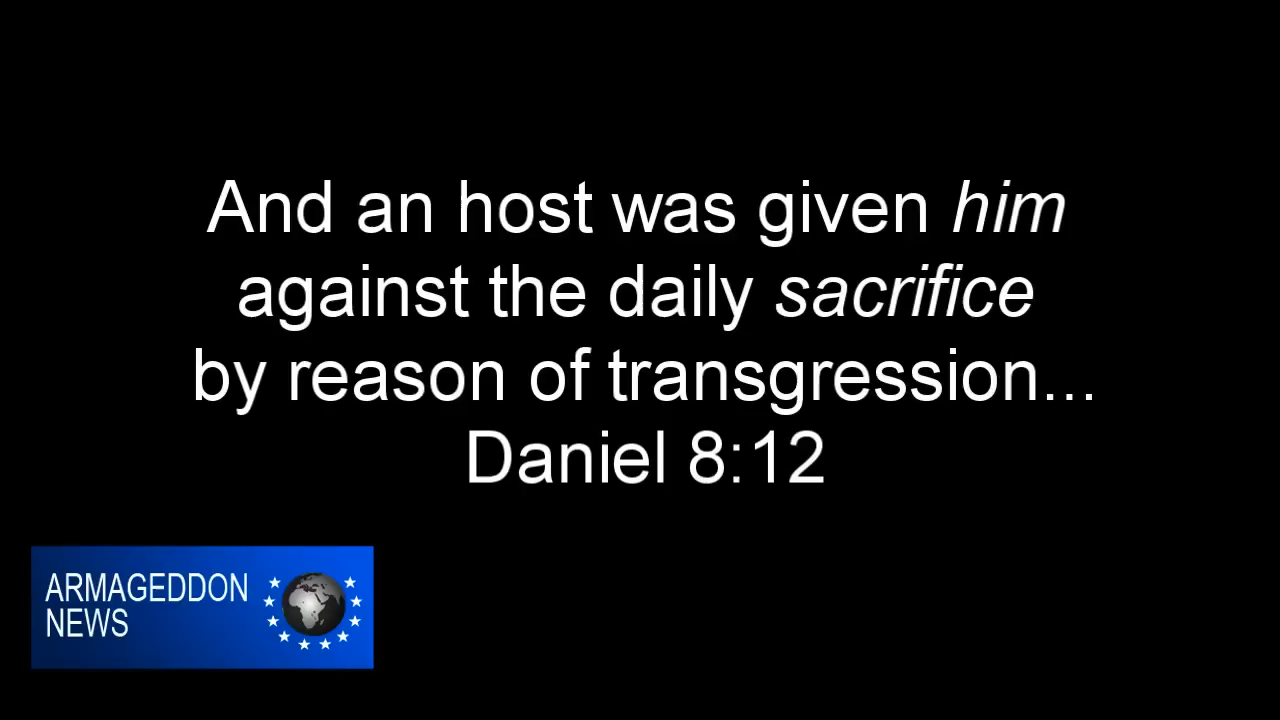 And an host was given him
against the daily sacrifice
by reason of transgression...
Daniel 8:12
ARMAGEDDON
NEWS